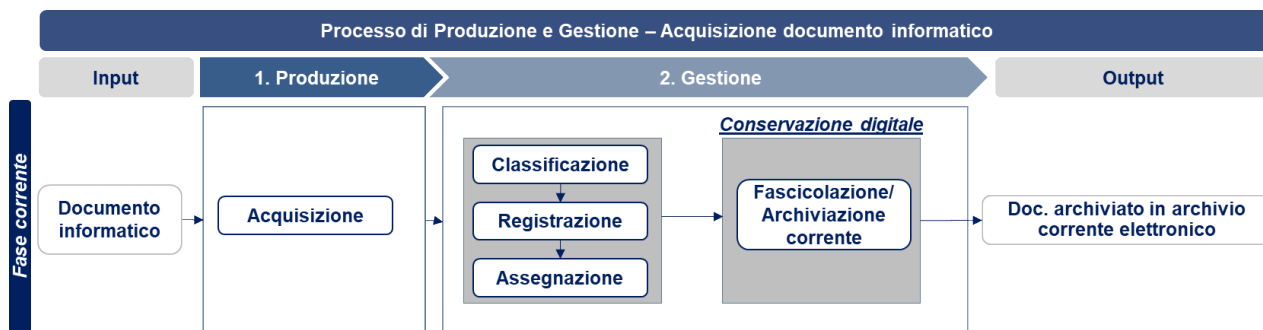 Processo di Produzione e Gestione – Acquisizione documento informatico
Input
1. Produzione
2. Gestione
Output
Fase corrente
Documento
informatico
Acquisizione
Classificazione
Registrazione
Assegnazione
Conservazione digitale
Fascicolazione/
Archiviazione
corrente
Doc. archiviato in archivio
corrente elettronico